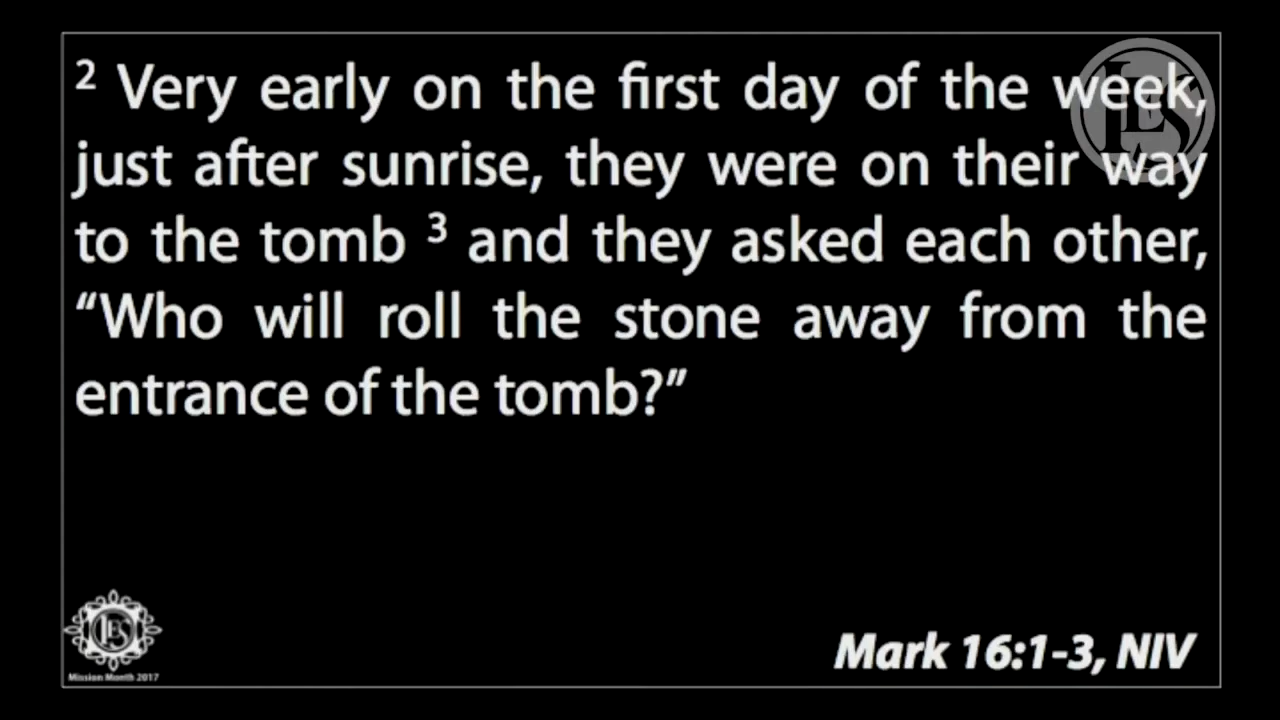 ² Very early on the first day of the week,
just after sunrise, they were on their way
to the tomb ³ and they asked each other,
“Who will roll the stone away from the
entrance of the tomb?”
Mark 16:1-3, NIV
Mission Month 2017